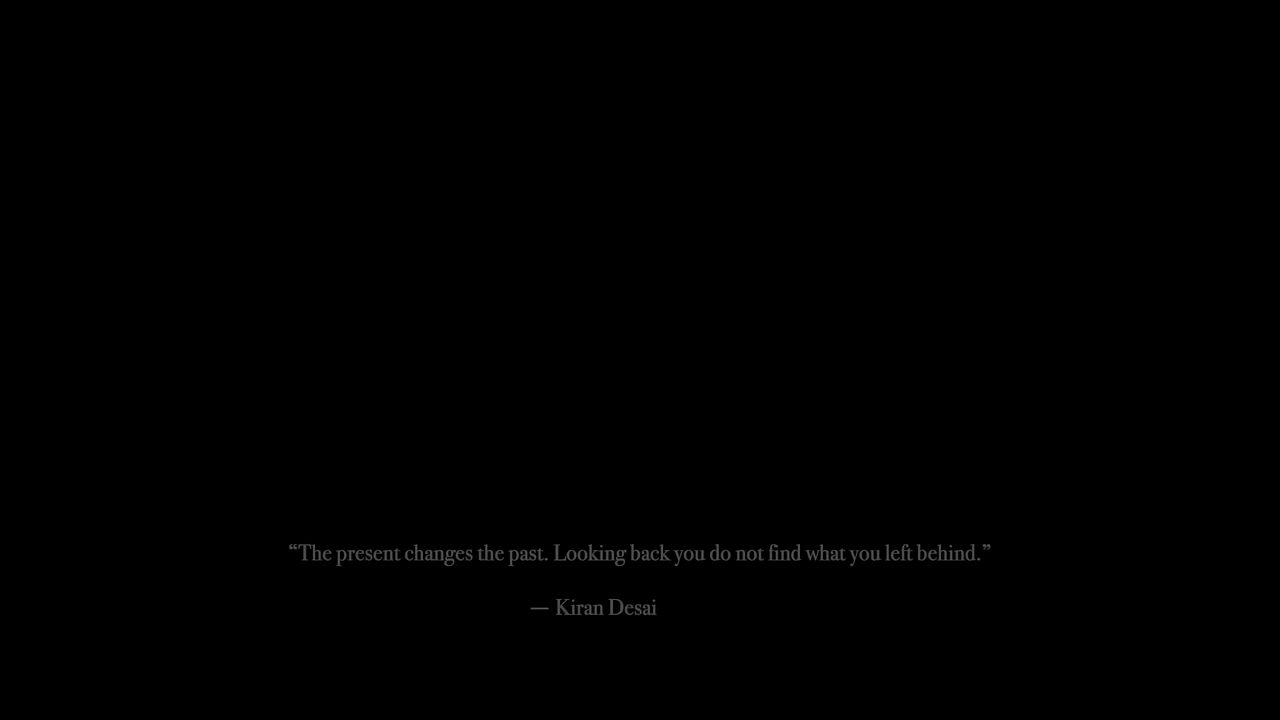 “The present changes the past. Looking back you do not find what you left behind.”
— Kiran Desai